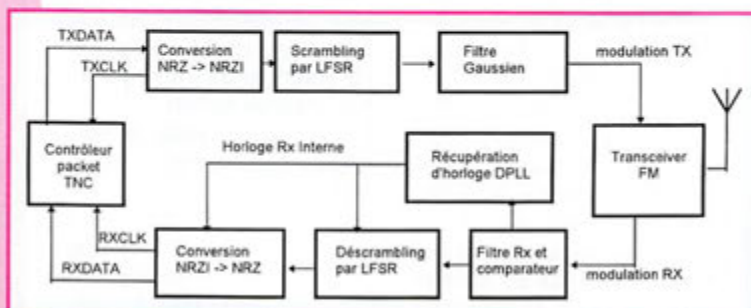 TXDATA
TXCLK
Conversion
NRZ -> NRZI
Scrambling
par LFSR
Filtre
Gaussien
modulation TX
Contrôleur
packet
TNC
Horloge Rx Interne
Récupération
d'horloge DPLL
Transceiver
FM
RXCLK
RXDATA
Conversion
NRZI -> NRZ
Déscrambling
par LFSR
Filtre Rx et
comparateur
modulation RX